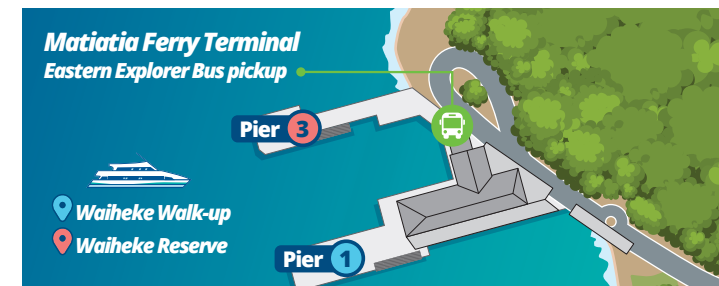 Matiatia Ferry Terminal
Eastern Explorer Bus pickup
Pier 3
Waiheke Walk-up
Waiheke Reserve
Pier 1